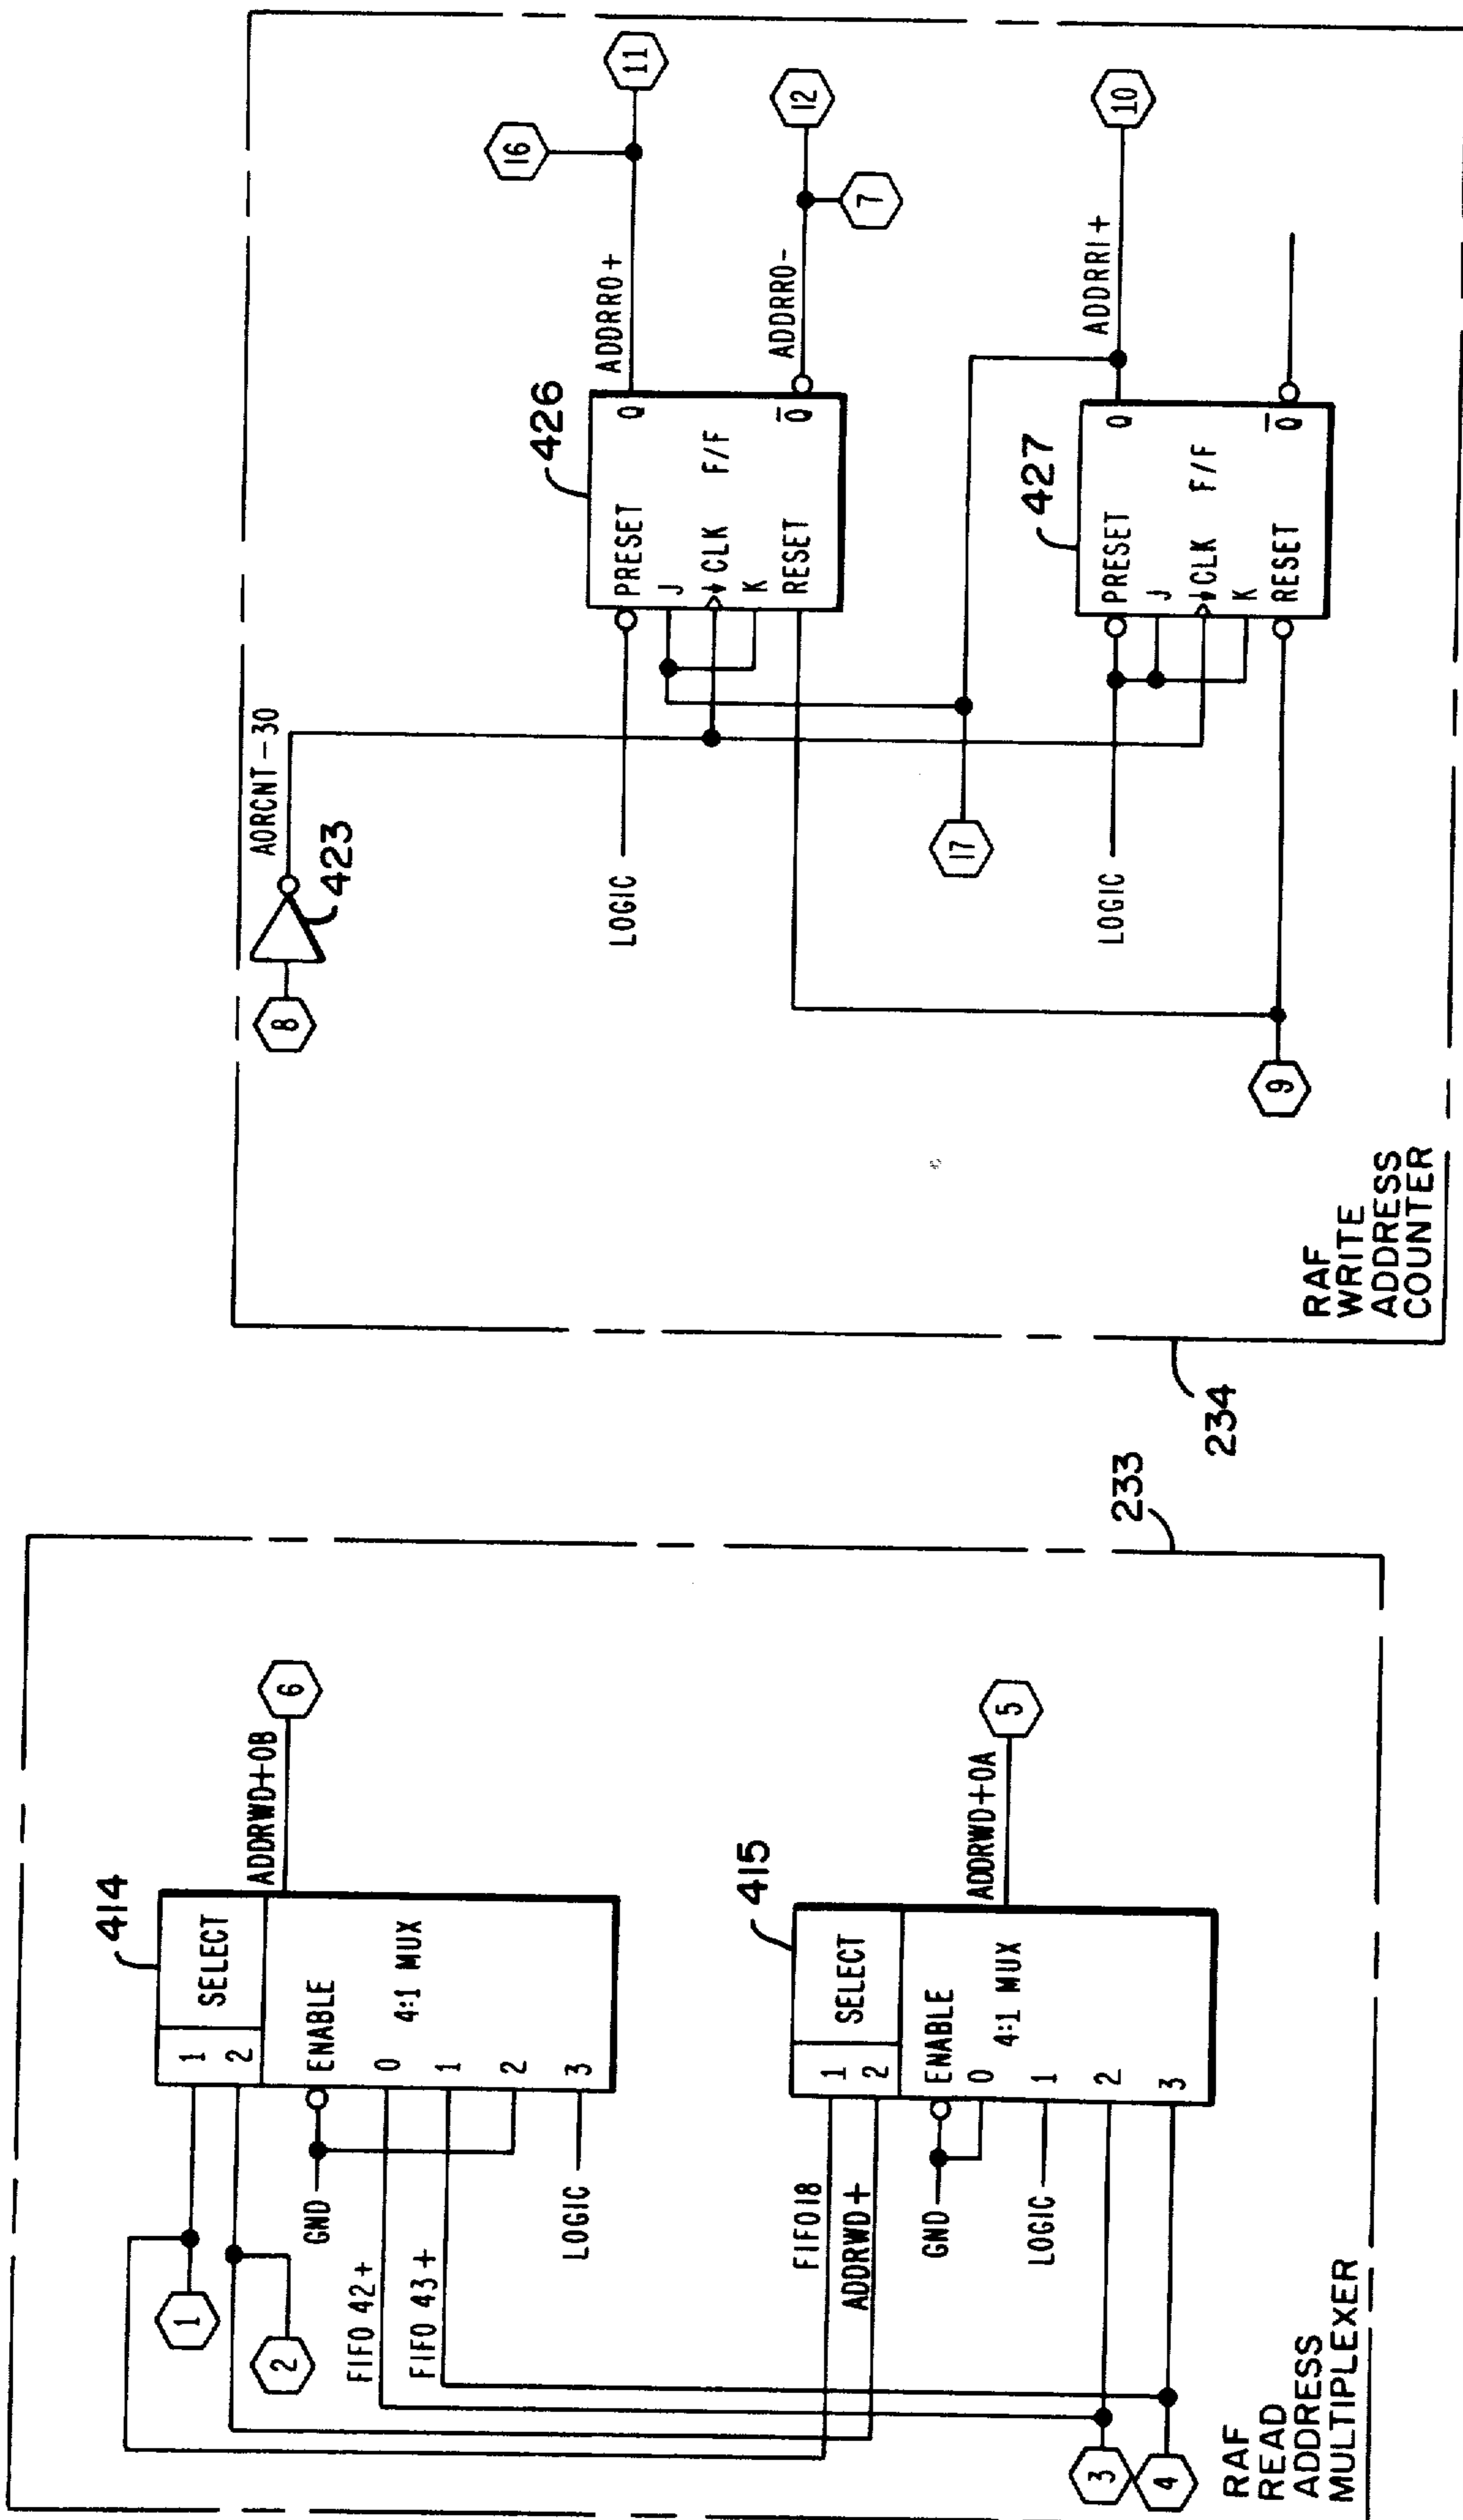 414
SELECT
1
2
ADDRWD+0B
6
ENABLE
4:1 MUX
0
1
2
3
1
2
GND
FIFO 42+
FIFO 43+
LOGIC
415
SELECT
1
2
ADDRWD+0A
5
ENABLE
4:1 MUX
0
1
2
3
FIFO18
ADDRWD+
GND
LOGIC
3
4
RAF
READ
ADDRESS
MULTIPLEXER
233
8
423
AORCNT-30
426
PRESET
J
CLK
F/F
K
RESET
Q
Q̅
ADDRR0+
16
11
ADDRR0-
12
7
LOGIC
17
427
PRESET
J
CLK
F/F
K
RESET
Q
Q̅
ADDRR1+
10
LOGIC
9
RAF
WRITE
ADDRESS
COUNTER
234